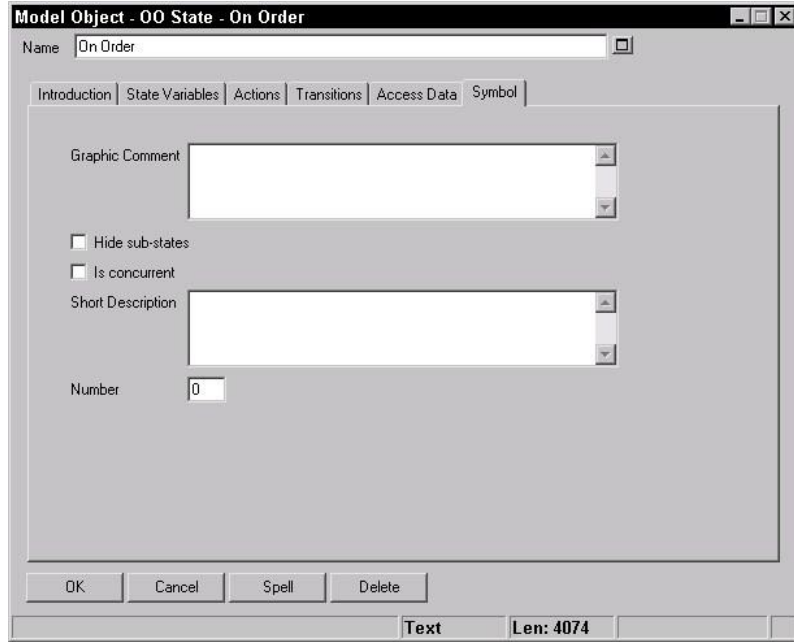 Model Object - OO State - On Order
Name On Order
Introduction State Variables Actions Transitions Access Data Symbol
Graphic Comment
Hide sub-states
Is concurrent
Short Description
Number 0
OK Cancel Spell Delete
Text Len: 4074